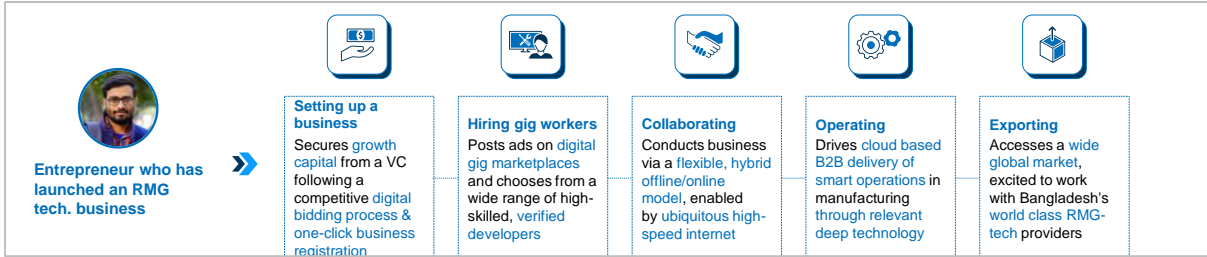 Entrepreneur who has
launched an RMG
tech. business
Setting up a
business
Secures growth
capital from a VC
following a
competitive digital
bidding process &
one-click business
registration
Hiring gig workers
Posts ads on digital
gig marketplaces
and chooses from a
wide range of high-
skilled, verified
developers
Collaborating
Conducts business
via a flexible, hybrid
offline/online
model, enabled
by ubiquitous high-
speed internet
Operating
Drives cloud based
B2B delivery of
smart operations in
manufacturing
through relevant
deep technology
Exporting
Accesses a wide
global market,
excited to work
with Bangladesh's
world class RMG-
tech providers